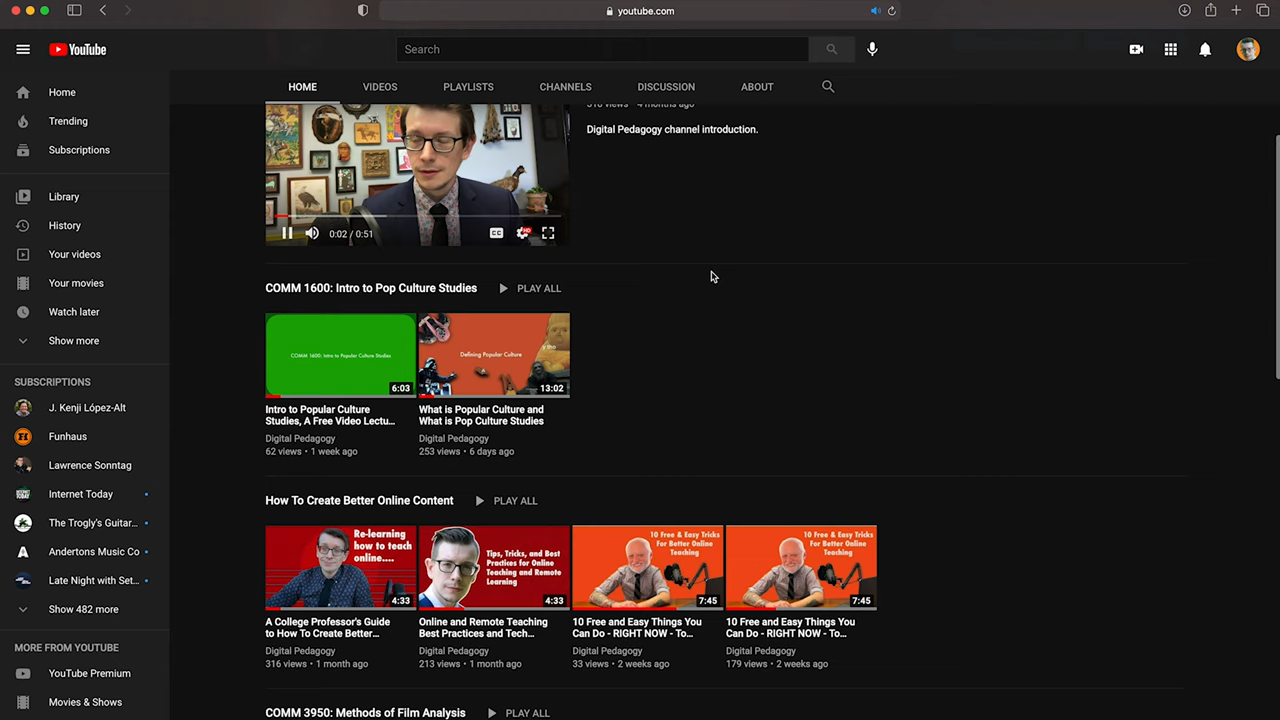 youtube.com
YouTube
Search
HOME
VIDEOS
PLAYLISTS
CHANNELS
DISCUSSION
ABOUT
Home
Trending
Subscriptions
Library
History
Your videos
Your movies
Watch later
Show more
SUBSCRIPTIONS
J. Kenji López-Alt
Funhaus
Lawrence Sonntag
Internet Today
The Trogly's Guitar...
Andertons Music Co
Late Night with Set...
Show 482 more
MORE FROM YOUTUBE
YouTube Premium
Movies & Shows
views • 4 months ago
Digital Pedagogy channel introduction.
0:02 / 0:51
CC
HD
COMM 1600: Intro to Pop Culture Studies
PLAY ALL
COMM 1600: Intro to Popular Culture Studies
6:03
Intro to Popular Culture
Studies, A Free Video Lectu...
Digital Pedagogy
62 views • 1 week ago
Defining Popular Culture
13:02
What is Popular Culture and
What is Pop Culture Studies
Digital Pedagogy
253 views • 6 days ago
How To Create Better Online Content
PLAY ALL
Re-learning
how to teach
online....
4:33
A College Professor's Guide
to How To Create Better...
Digital Pedagogy
316 views • 1 month ago
Tips, Tricks, and Best
Practices for Online
Teaching and Remote
Learning
4:33
Online and Remote Teaching
Best Practices and Tech...
Digital Pedagogy
213 views • 1 month ago
10 Free & Easy Tricks
For Better Online
Teaching
7:45
10 Free and Easy Things You
Can Do - RIGHT NOW - To...
Digital Pedagogy
33 views • 2 weeks ago
10 Free & Easy Tricks
For Better Online
Teaching
7:45
10 Free and Easy Things You
Can Do - RIGHT NOW - To...
Digital Pedagogy
179 views • 2 weeks ago
COMM 3950: Methods of Film Analysis
PLAY ALL